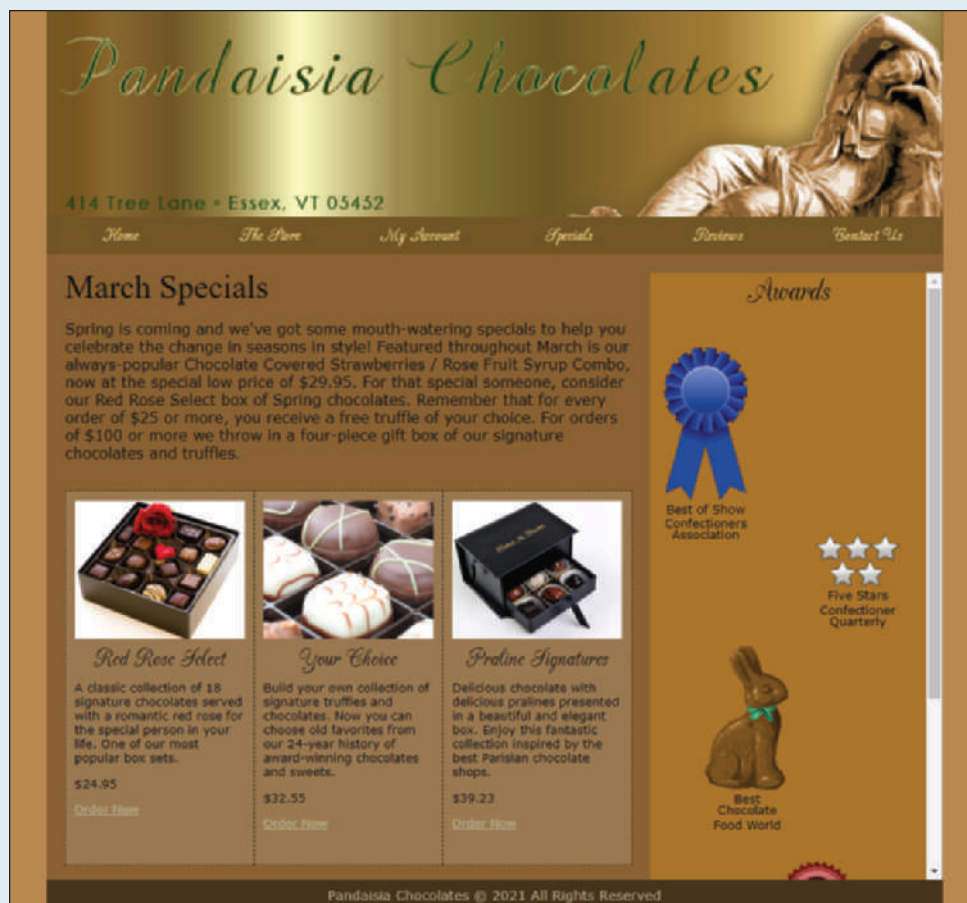 Pandaisia Chocolates
414 Tree Lane • Essex, VT 05452
Home The Store My Account Specials Reviews Contact Us
March Specials
Spring is coming and we've got some mouth-watering specials to help you
celebrate the change in seasons in style! Featured throughout March is our
always-popular Chocolate Covered Strawberries / Rose Fruit Syrup Combo,
now at the special low price of $29.95. For that special someone, consider
our Red Rose Select box of Spring chocolates. Remember that for every
order of $25 or more, you receive a free truffle of your choice. For orders
of $100 or more we throw in a four-piece gift box of our signature
chocolates and truffles.
Red Rose Select
A classic collection of 18
signature chocolates served
with a romantic red rose for
the special person in your
life. One of our most
popular box sets.
$24.95
Order Now
Your Choice
Build your own collection of
signature truffles and
chocolates. Now you can
choose old favorites from
our 24-year history of
award-winning chocolates
and sweets.
$32.55
Order Now
Praline Signatures
Delicious chocolate with
delicious pralines presented
in a beautiful and elegant
box. Enjoy this fantastic
collection inspired by the
best Parisian chocolate
shops.
$39.23
Order Now
Awards
Best of Show
Confectioners
Association
Five Stars
Confectioner
Quarterly
Best
Chocolate
Food World
Pandaisia Chocolates © 2021 All Rights Reserved